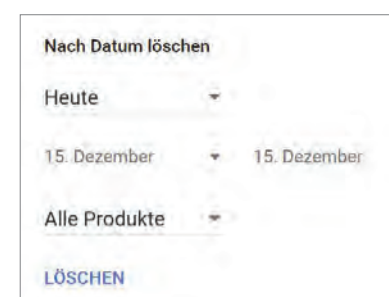 Nach Datum löschen
Heute
15. Dezember 15. Dezember
Alle Produkte
LÖSCHEN